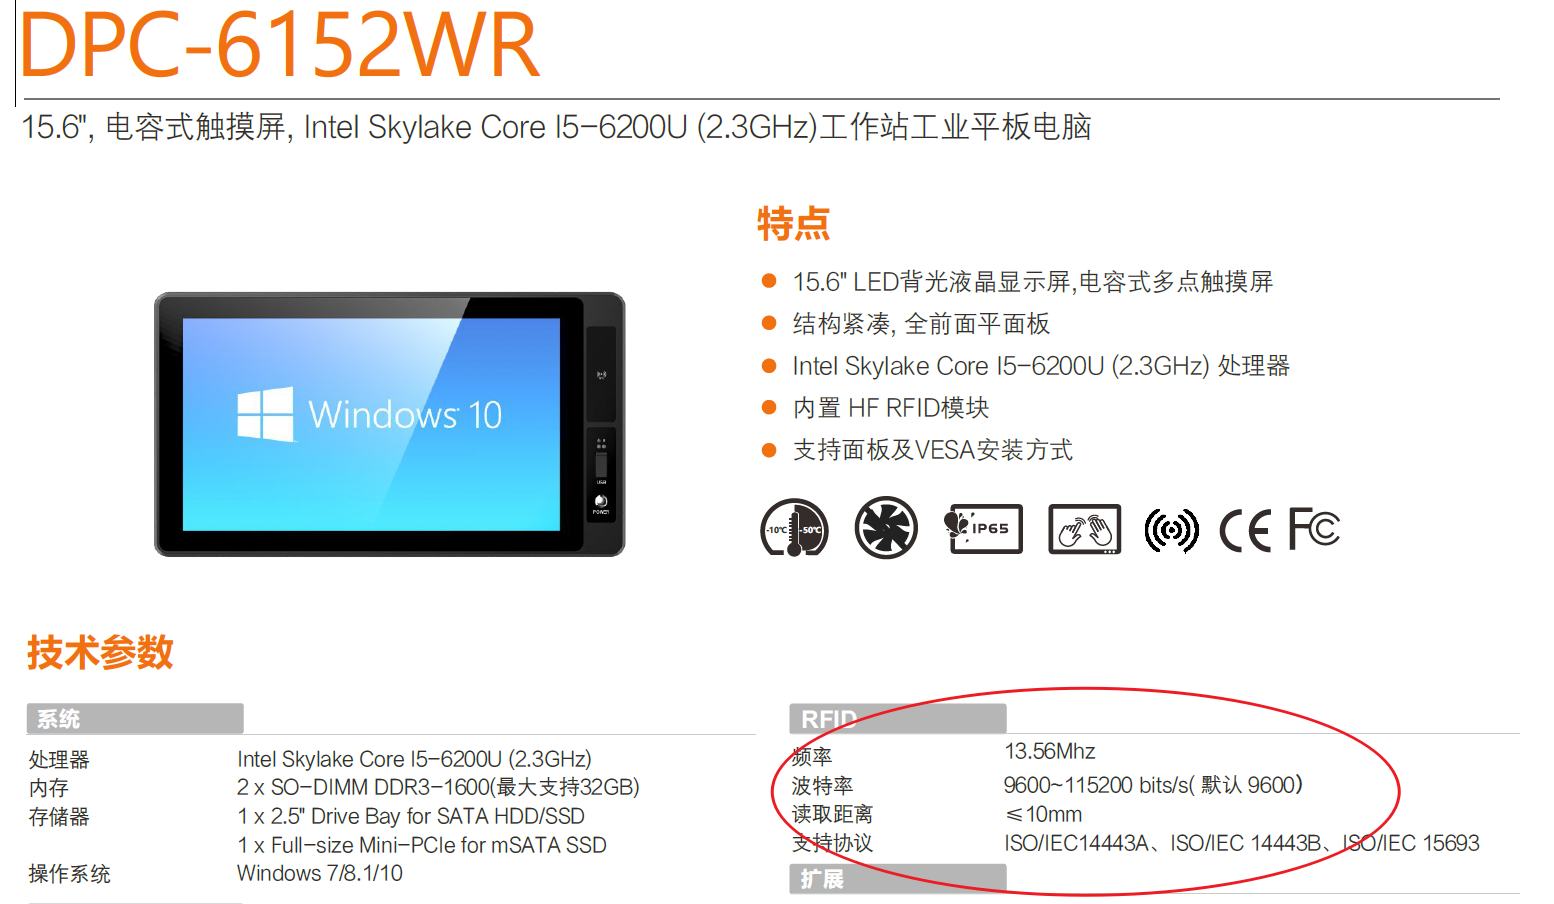 DPC-6152WR
15.6", 电容式触摸屏, Intel Skylake Core I5-6200U (2.3GHz)工作站工业平板电脑
特点
15.6" LED背光液晶显示屏,电容式多点触摸屏
结构紧凑, 全前面平面板
Intel Skylake Core I5-6200U (2.3GHz) 处理器
内置 HF RFID模块
支持面板及VESA安装方式
Windows 10
USB
POWER
-10℃ -50℃
IP65
CE FC
技术参数
系统
处理器 Intel Skylake Core I5-6200U (2.3GHz)
内存 2 x SO-DIMM DDR3-1600(最大支持32GB)
存储器 1 x 2.5" Drive Bay for SATA HDD/SSD
1 x Full-size Mini-PCIe for mSATA SSD
操作系统 Windows 7/8.1/10
RFID
频率 13.56Mhz
波特率 9600~115200 bits/s( 默认 9600)
读取距离 ≤10mm
支持协议 ISO/IEC14443A、ISO/IEC 14443B、ISO/IEC 15693
扩展